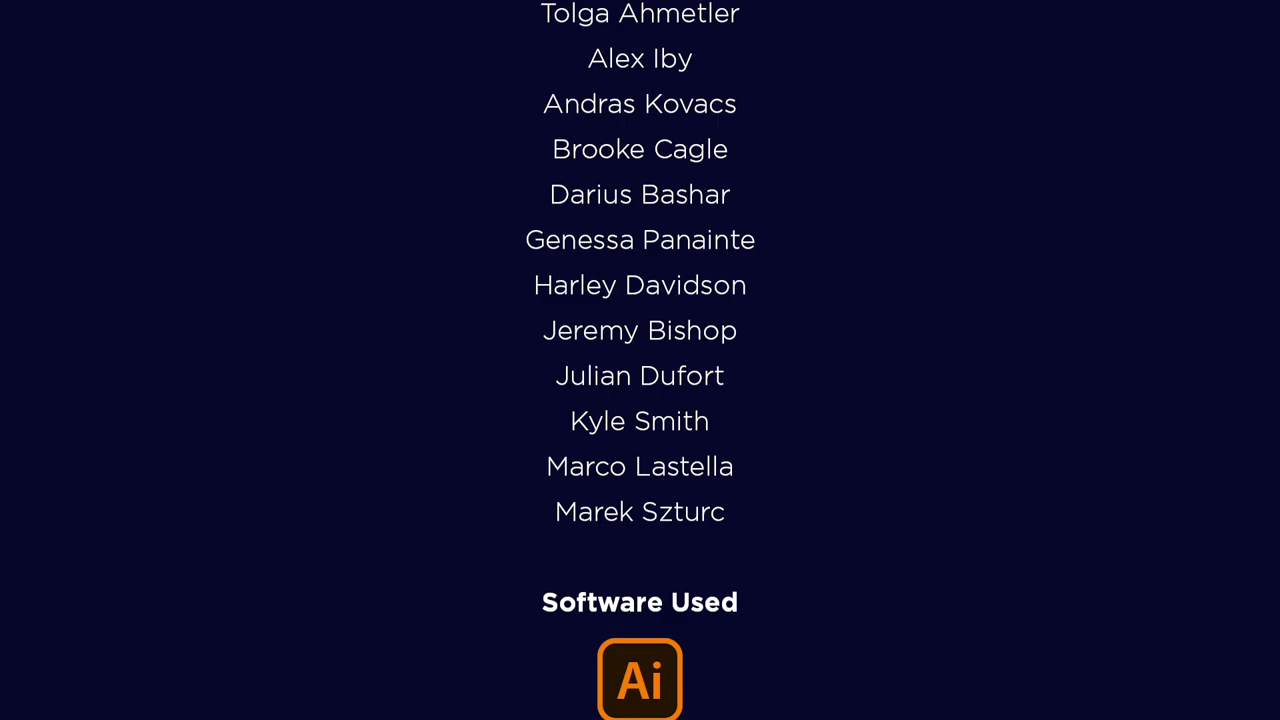 Tolga Ahmetler
Alex Iby
Andras Kovacs
Brooke Cagle
Darius Bashar
Genessa Panainte
Harley Davidson
Jeremy Bishop
Julian Dufort
Kyle Smith
Marco Lastella
Marek Szturc
Software Used
Ai